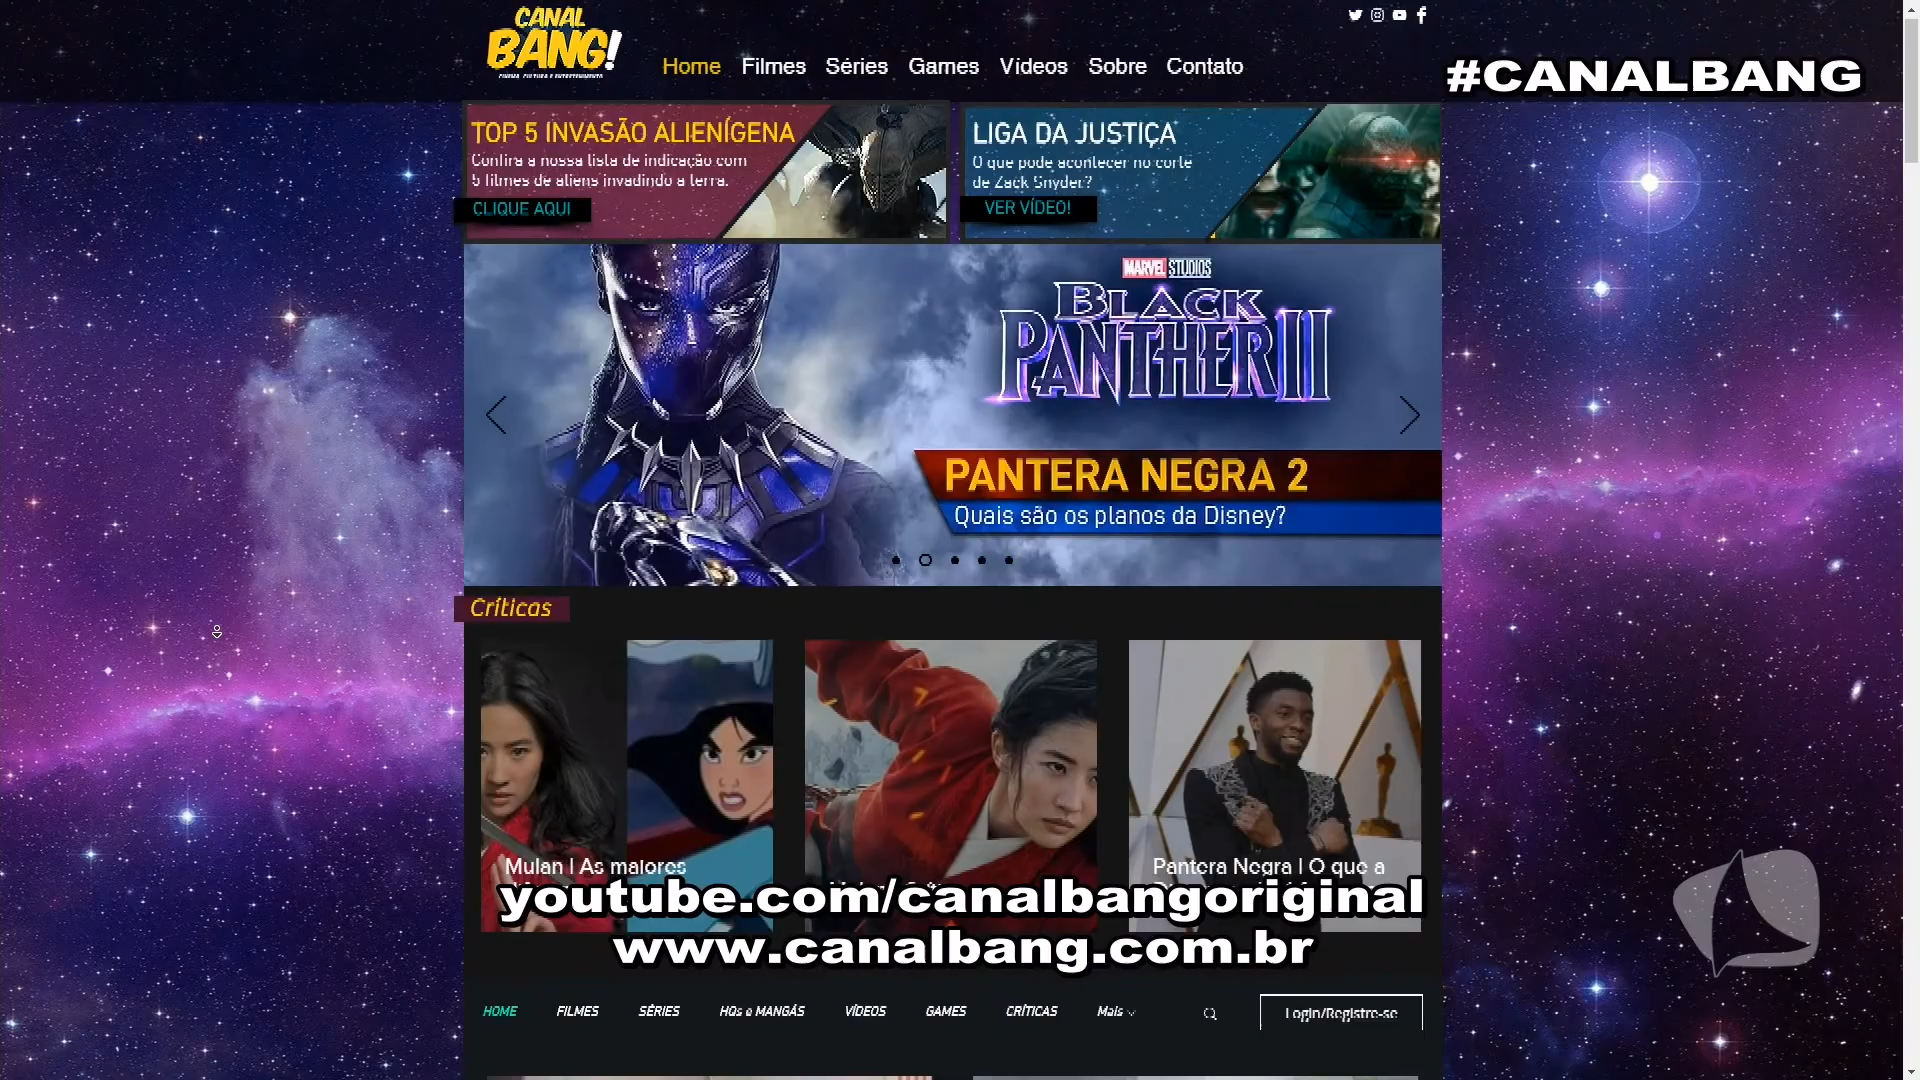 CANAL
BANG!
CINEMA, CULTURA E ENTRETENIMENTO
Home Filmes Séries Games Vídeos Sobre Contato
#CANALBANG
TOP 5 INVASÃO ALIENÍGENA
Confira a nossa lista de indicação com
5 filmes de aliens invadindo a terra.
CLIQUE AQUI
LIGA DA JUSTIÇA
O que pode acontecer no corte
de Zack Snyder?
VER VÍDEO!
MARVEL STUDIOS
BLACK
PANTHER II
PANTERA NEGRA 2
Quais são os planos da Disney?
Críticas
Mulan | As maiores
Pantera Negra | O que a
youtube.com/canalbangoriginal
www.canalbang.com.br
HOME FILMES SÉRIES HQs e MANGÁS VÍDEOS GAMES CRÍTICAS Mais Login/Registre-se